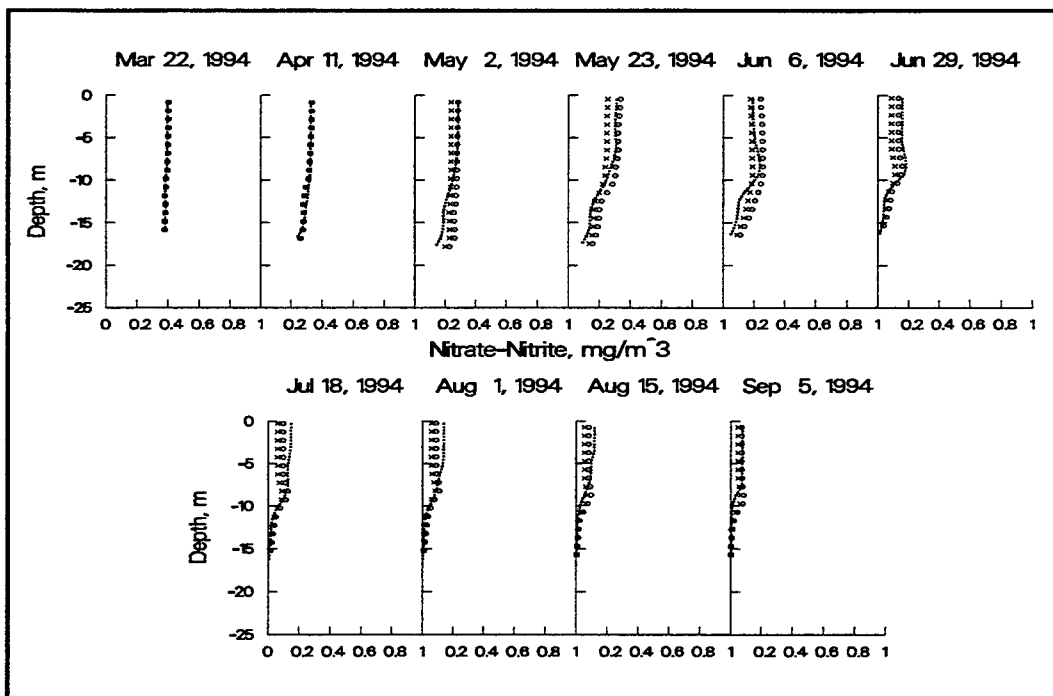 Mar 22, 1994 Apr 11, 1994 May 2, 1994 May 23, 1994 Jun 6, 1994 Jun 29, 1994
0
-5
-10
-15
-20
-25
Depth, m
0 0.2 0.4 0.6 0.8 1 0.2 0.4 0.6 0.8 1 0.2 0.4 0.6 0.8 1 0.2 0.4 0.6 0.8 1 0.2 0.4 0.6 0.8 1 0.2 0.4 0.6 0.8 1
Nitrate-Nitrite, mg/m^3
Jul 18, 1994 Aug 1, 1994 Aug 15, 1994 Sep 5, 1994
0
-5
-10
-15
-20
-25
Depth, m
0 0.2 0.4 0.6 0.8 1 0.2 0.4 0.6 0.8 1 0.2 0.4 0.6 0.8 1 0.2 0.4 0.6 0.8 1